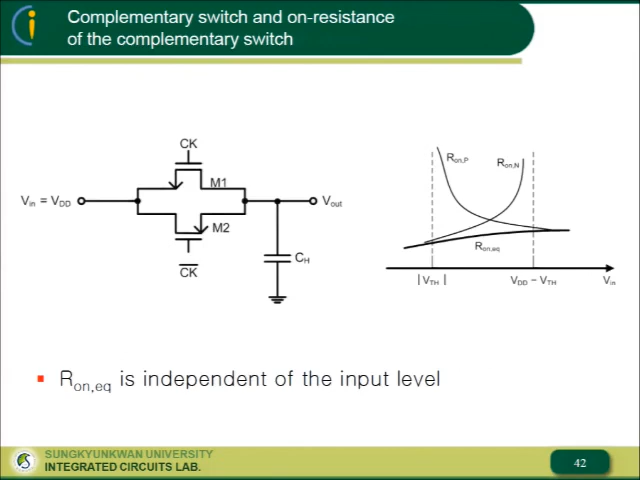 Complementary switch and on-resistance
of the complementary switch
CK
M1
Vin = VDD
Vout
M2
CH
CK
Ron,P
Ron,N
Ron,eq
|VTH|
VDD − VTH
Vin
Ron,eq is independent of the input level
SUNGKYUNKWAN UNIVERSITY
INTEGRATED CIRCUITS LAB.
42